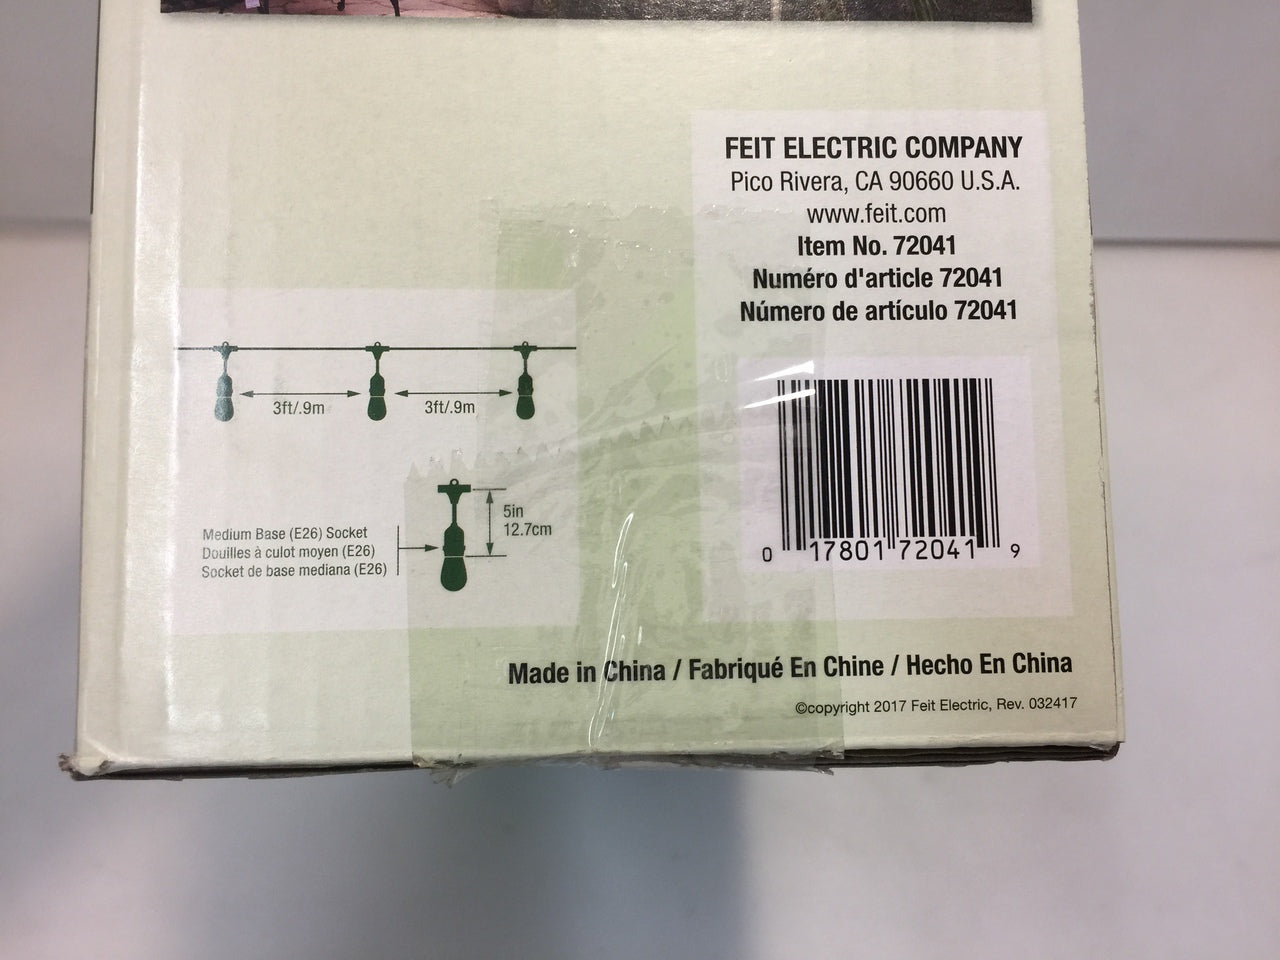 FEIT ELECTRIC COMPANY
Pico Rivera, CA 90660 U.S.A.
www.feit.com
Item No. 72041
Numéro d'article 72041
Número de artículo 72041
3ft/.9m 3ft/.9m
5in
12.7cm
Medium Base (E26) Socket
Douilles à culot moyen (E26)
Socket de base mediana (E26)
0 17801 72041 9
Made in China / Fabriqué En Chine / Hecho En China
©copyright 2017 Feit Electric, Rev. 032417